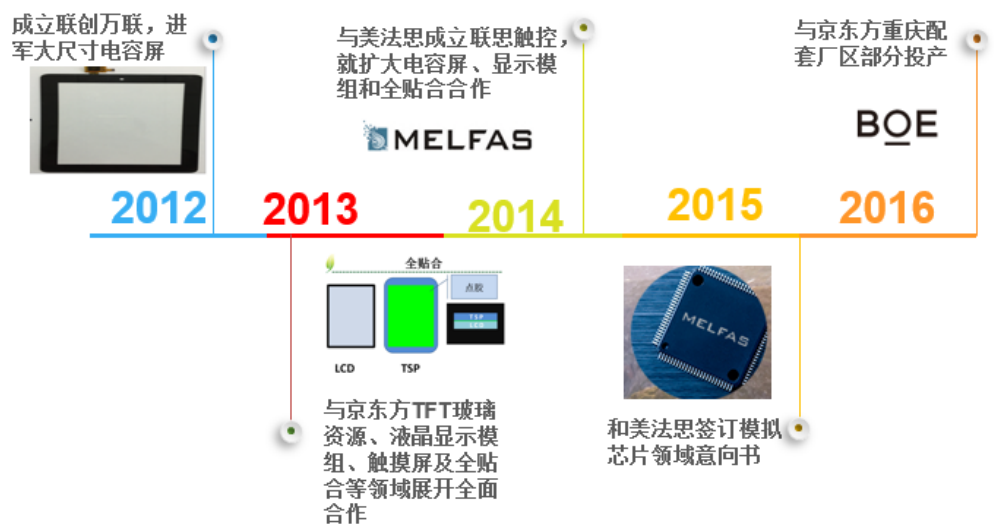 成立联创万联，进
军大尺寸电容屏
与美法思成立联思触控，
就扩大电容屏、显示模
组和全贴合合作
MELFAS
与京东方重庆配
套厂区部分投产
BOE
2012
2013
2014
2015
2016
全贴合
点胶
TSP
LCD
LCD
TSP
与京东方TFT玻璃
资源、液晶显示模
组、触摸屏及全贴
合等领域展开全面
合作
MELFAS
和美法思签订模拟
芯片领域意向书